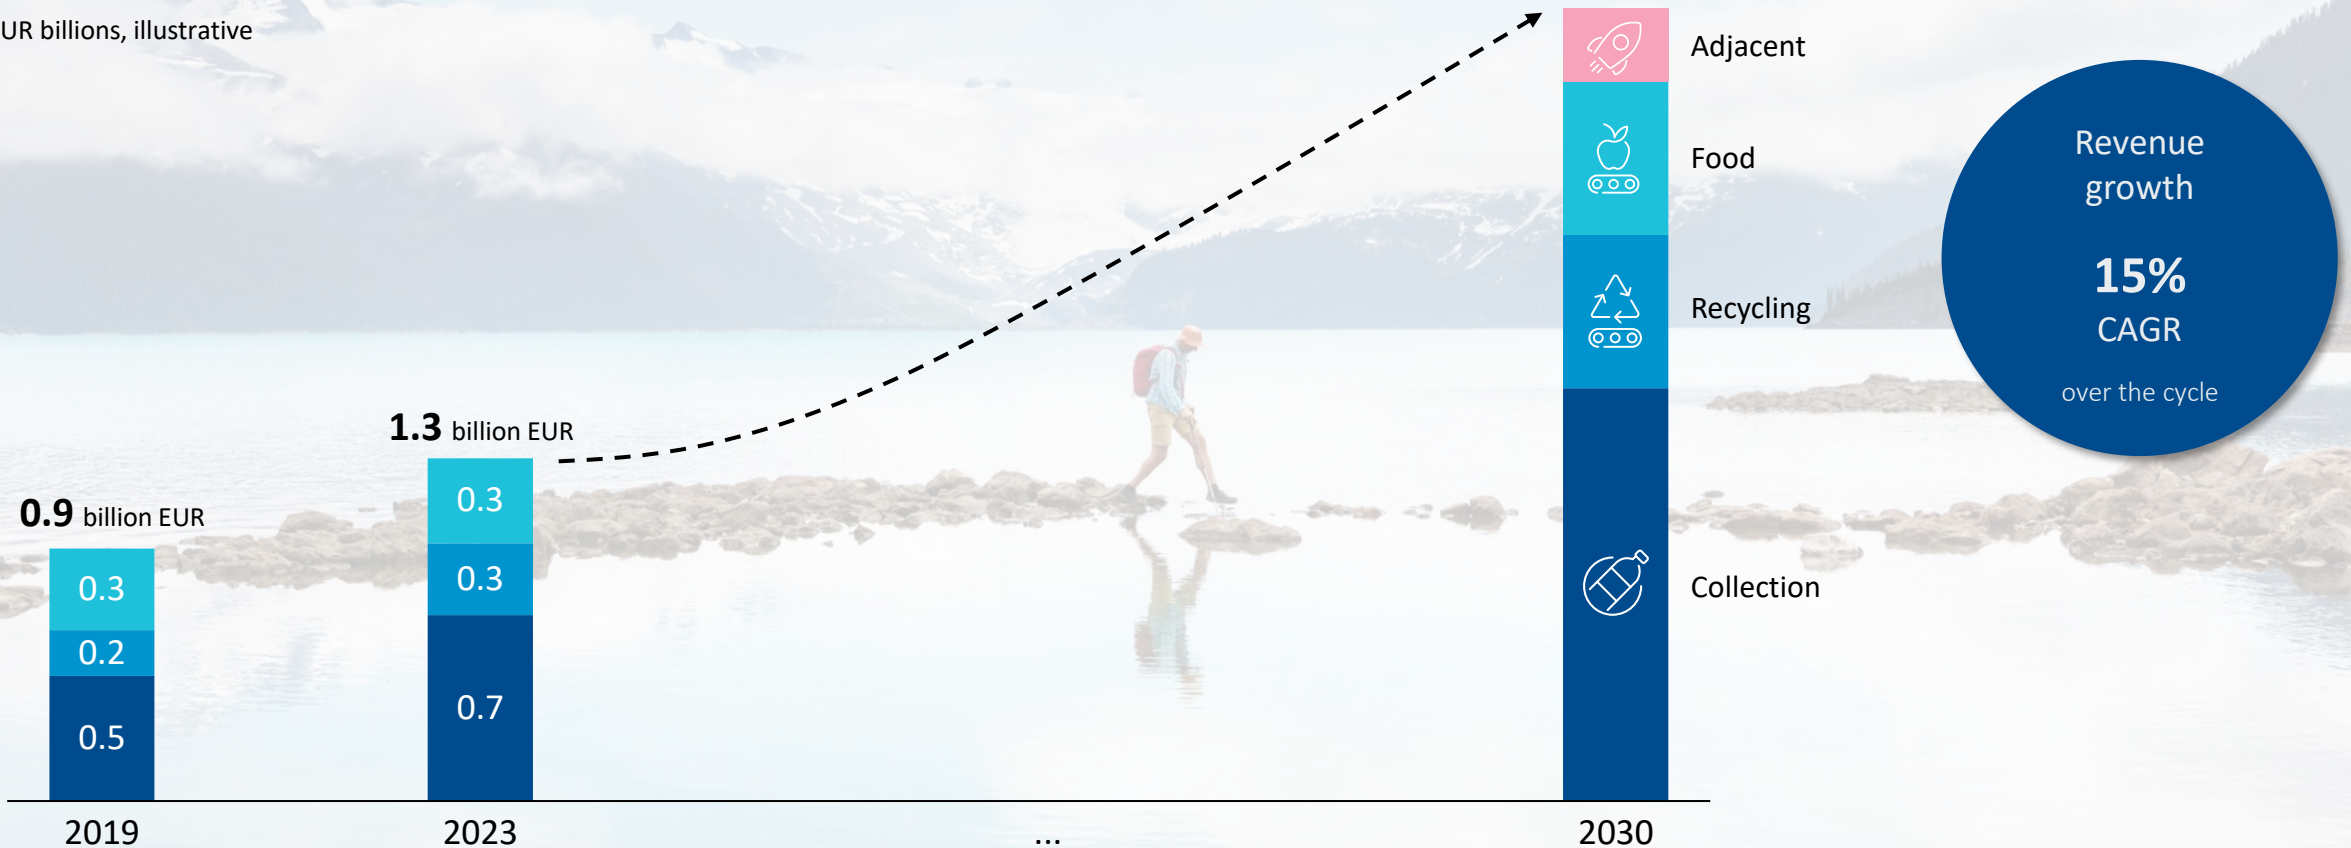 UR billions, illustrative
Adjacent
Food
Recycling
Collection
Revenue
growth
15%
CAGR
over the cycle
1.3 billion EUR
0.3
0.3
0.7
0.9 billion EUR
0.3
0.2
0.5
2019
2023
...
2030